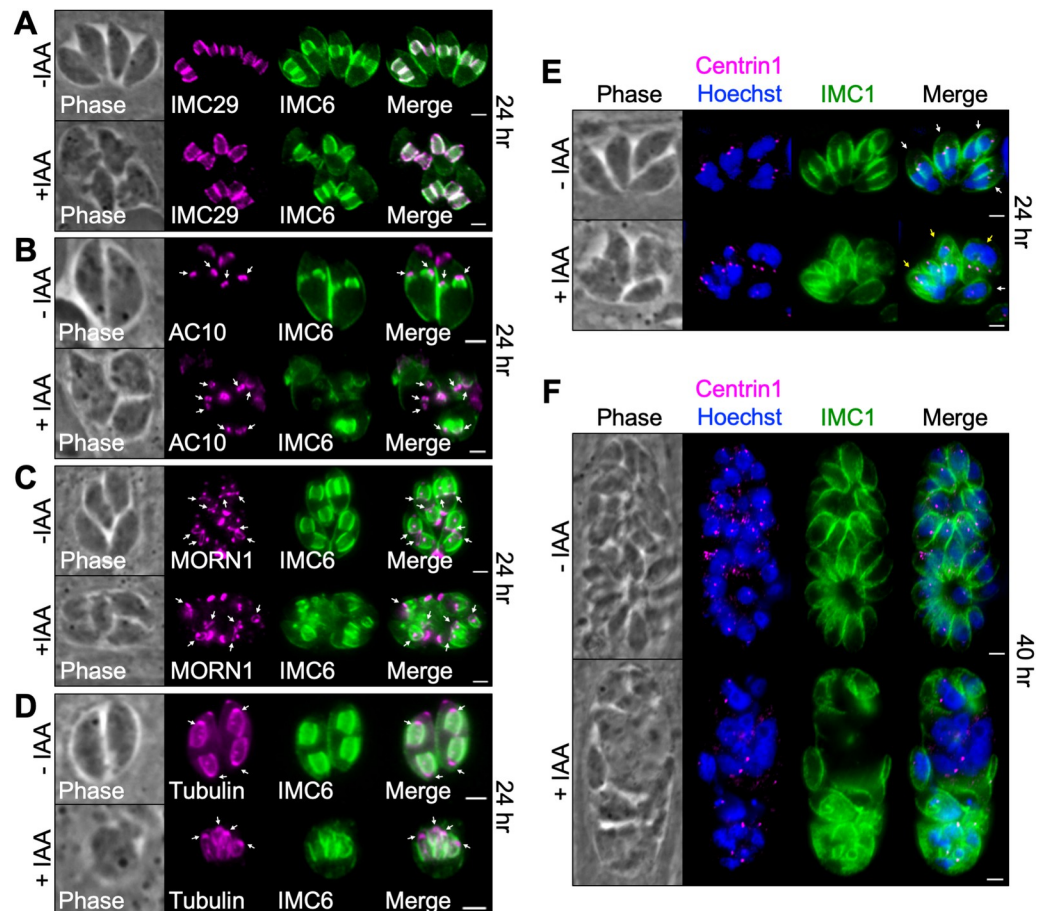 A
-IAA
Phase
IMC29
IMC6
Merge
+IAA
Phase
IMC29
IMC6
Merge
24 hr
B
- IAA
Phase
AC10
IMC6
Merge
+ IAA
Phase
AC10
IMC6
Merge
24 hr
C
-IAA
Phase
MORN1
IMC6
Merge
+IAA
Phase
MORN1
IMC6
Merge
24 hr
D
- IAA
Phase
Tubulin
IMC6
Merge
+ IAA
Phase
Tubulin
IMC6
Merge
24 hr
E
Centrin1
Phase Hoechst IMC1 Merge
- IAA
+ IAA
24 hr
F
Centrin1
Phase Hoechst IMC1 Merge
- IAA
+ IAA
40 hr